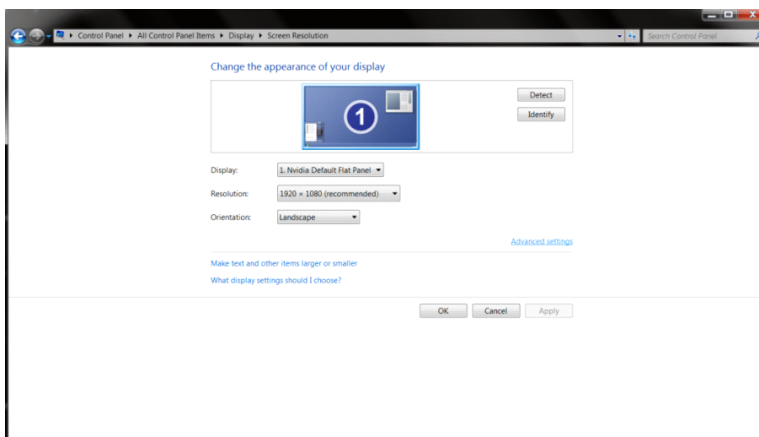 Control Panel ▸ All Control Panel Items ▸ Display ▸ Screen Resolution
Search Control Panel
Change the appearance of your display
1
Detect
Identify
Display: 1. Nvidia Default Flat Panel
Resolution: 1920 × 1080 (recommended)
Orientation: Landscape
Advanced settings
Make text and other items larger or smaller
What display settings should I choose?
OK Cancel Apply